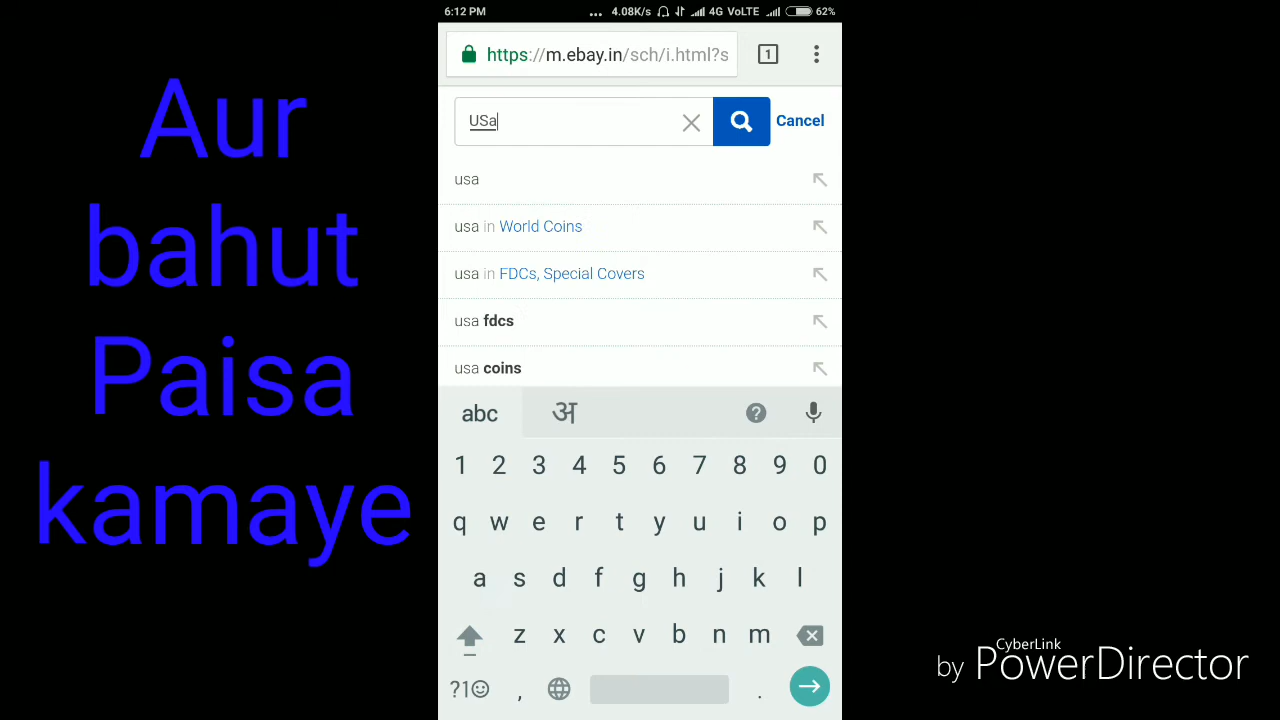 Aur
bahut
Paisa
kamaye
6:12 PM ... 4.08K/s 4G VoLTE 62%
https://m.ebay.in/sch/i.html?s 1
USa Cancel
usa
usa in World Coins
usa in FDCs, Special Covers
usa fdcs
usa coins
abc अ ?
1 2 3 4 5 6 7 8 9 0
q w e r t y u i o p
a s d f g h j k l
z x c v b n m
?1☺ , .
by CyberLink PowerDirector